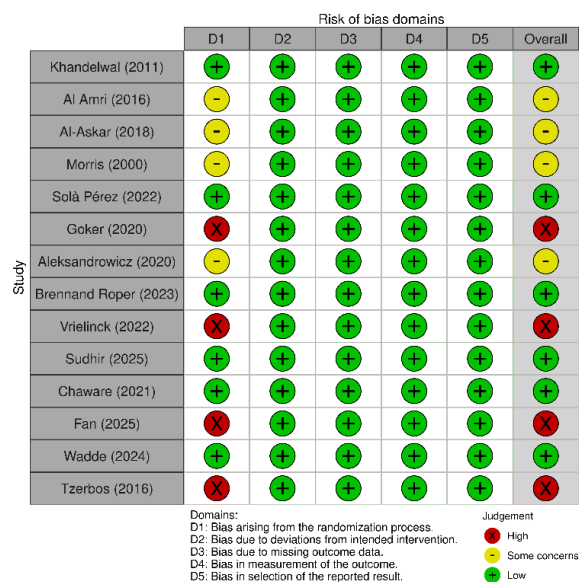 Risk of bias domains
D1 D2 D3 D4 D5 Overall
Study
Khandelwal (2011) + + + + + +
Al Amri (2016) - + + + + -
Al-Askar (2018) - + + + + -
Morris (2000) - + + + + -
Solà Pérez (2022) + + + + + +
Goker (2020) X + + + + X
Aleksandrowicz (2020) - + + + + -
Brennand Roper (2023) + + + + + +
Vrielinck (2022) X + + + + X
Sudhir (2025) + + + + + +
Chaware (2021) + + + + + +
Fan (2025) X + + + + X
Wadde (2024) + + + + + +
Tzerbos (2016) X + + + + X
Domains:
D1: Bias arising from the randomization process.
D2: Bias due to deviations from intended intervention.
D3: Bias due to missing outcome data.
D4: Bias in measurement of the outcome.
D5: Bias in selection of the reported result.
Judgement
X High
- Some concerns
+ Low